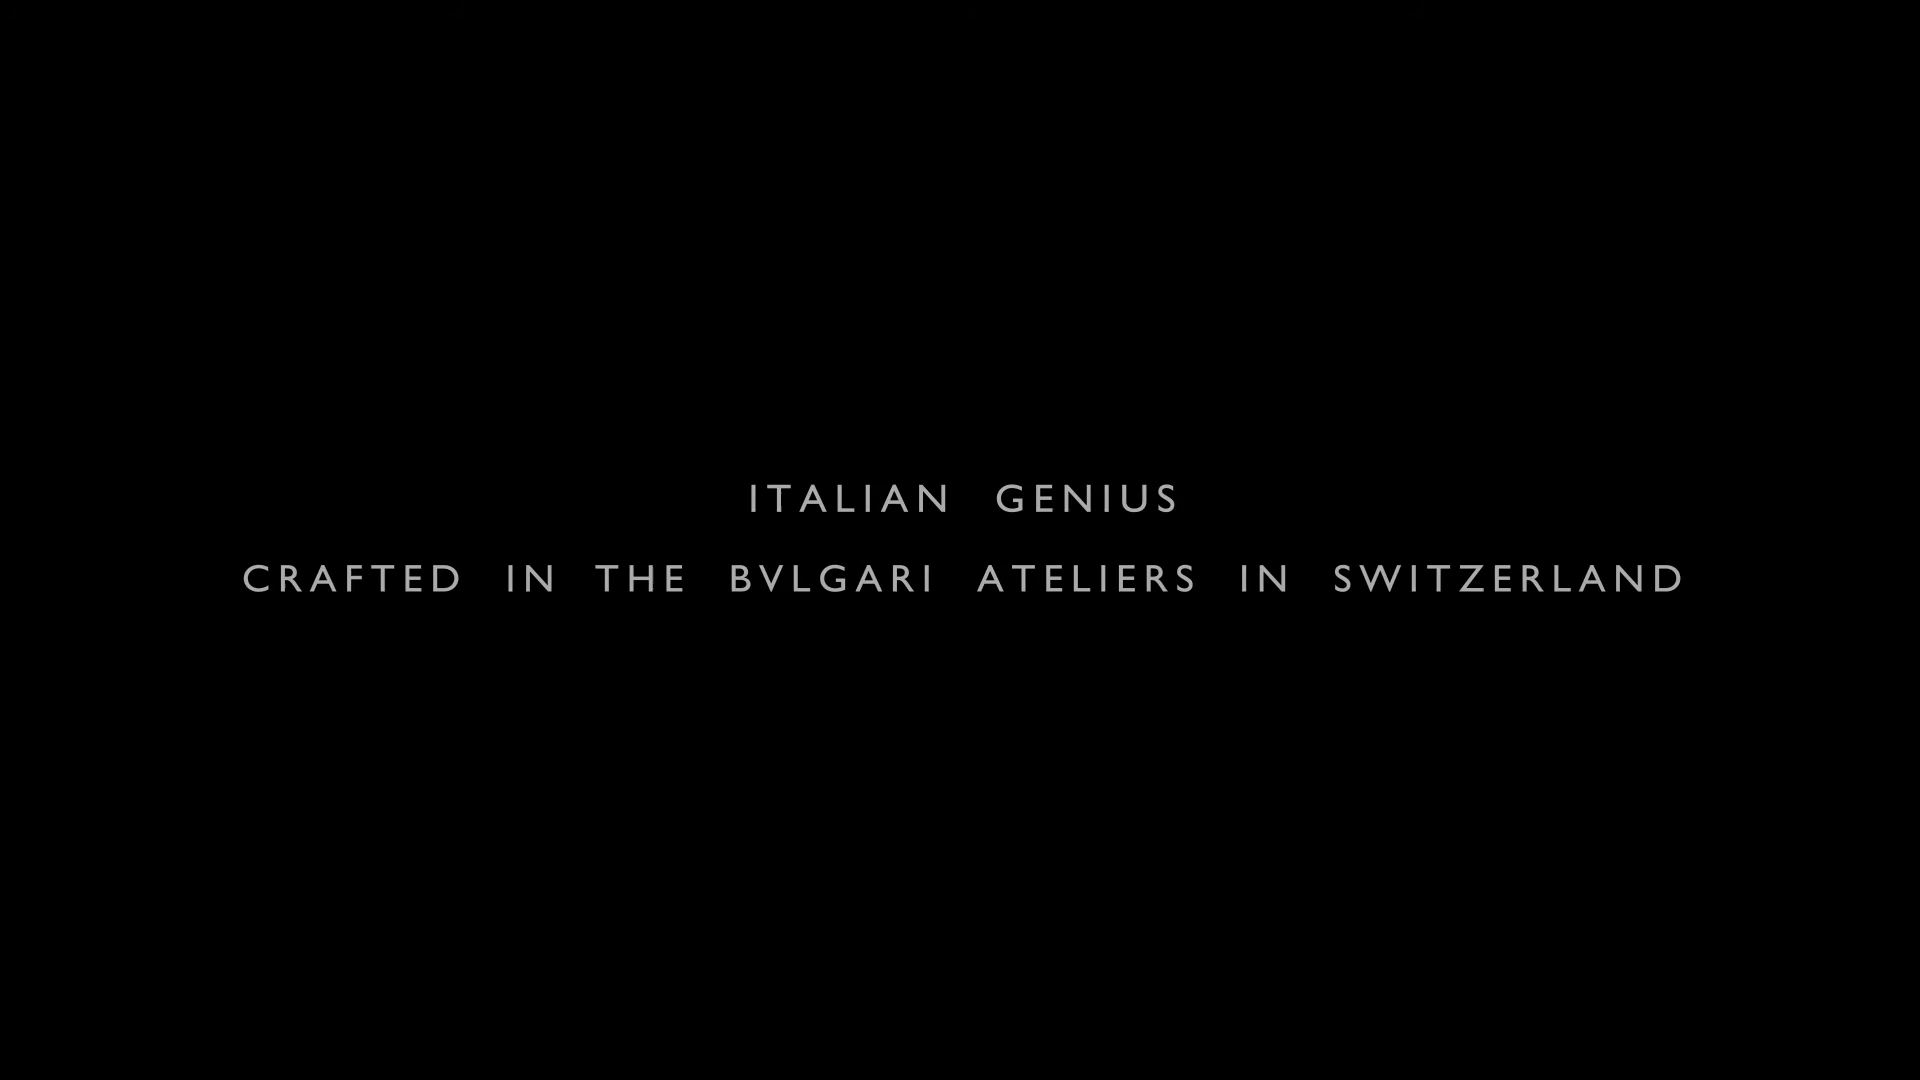 ITALIAN GENIUS
CRAFTED IN THE BVLGARI ATELIERS IN SWITZERLAND